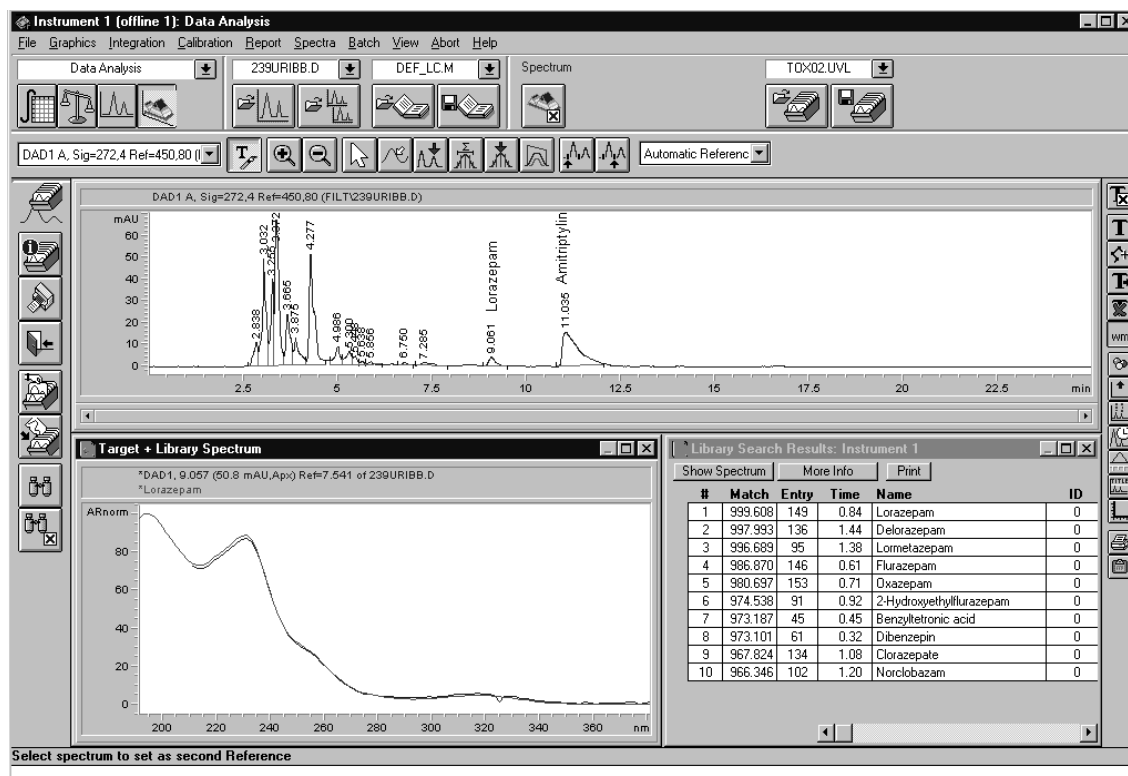 Instrument 1 (offline 1): Data Analysis
File Graphics Integration Calibration Report Spectra Batch View Abort Help
Data Analysis 239URIBB.D DEF_LC.M Spectrum TOX02.UVL
DAD1 A, Sig=272,4 Ref=450,80 ( Automatic Referenc
DAD1 A, Sig=272,4 Ref=450,80 (FILT\239URIBB.D)
mAU
60
50
40
30
20
10
0
2.838
3.032
3.255
3.372
3.665
3.875
4.277
4.986
5.300
5.638
5.856
6.750
7.285
9.061 Lorazepam
11.035 Amitriptylin
2.5 5 7.5 10 12.5 15 17.5 20 22.5 min
Target + Library Spectrum
*DAD1, 9.057 (50.8 mAU,Apx) Ref=7.541 of 239URIBB.D
*Lorazepam
ARnorm
80
60
40
20
0
200 220 240 260 280 300 320 340 360 nm
Library Search Results: Instrument 1
Show Spectrum More Info Print
# Match Entry Time Name ID
1 999.608 149 0.84 Lorazepam 0
2 997.993 136 1.44 Delorazepam 0
3 996.689 95 1.38 Lormetazepam 0
4 986.870 146 0.61 Flurazepam 0
5 980.697 153 0.71 Oxazepam 0
6 974.538 91 0.92 2-Hydroxyethylflurazepam 0
7 973.187 45 0.45 Benzyltetronic acid 0
8 973.101 61 0.32 Dibenzepin 0
9 967.824 134 1.08 Clorazepate 0
10 966.346 102 1.20 Norclobazam 0
wm
TITLE
Select spectrum to set as second Reference